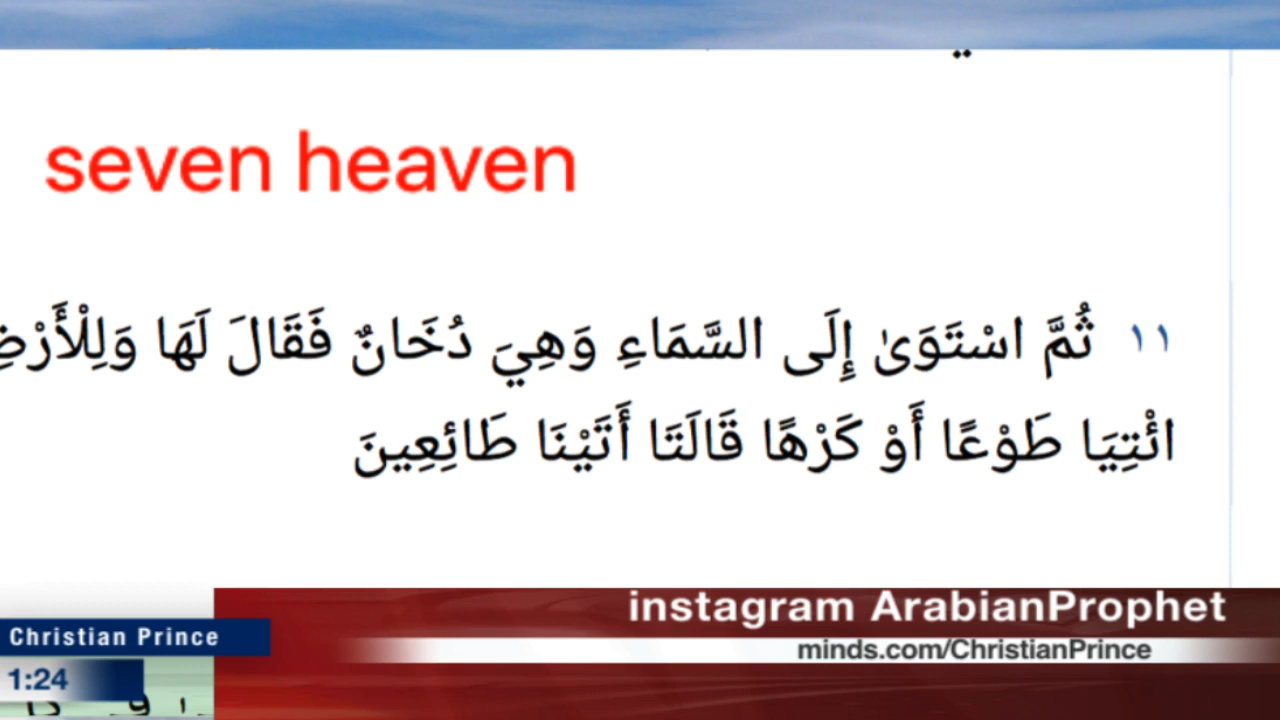 seven heaven
١١ ثُمَّ اسْتَوَىٰ إِلَى السَّمَاءِ وَهِيَ دُخَانٌ فَقَالَ لَهَا وَلِلْأَرْضِ
ائْتِيَا طَوْعًا أَوْ كَرْهًا قَالَتَا أَتَيْنَا طَائِعِينَ
instagram ArabianProphet
Christian Prince
minds.com/ChristianPrince
1:24